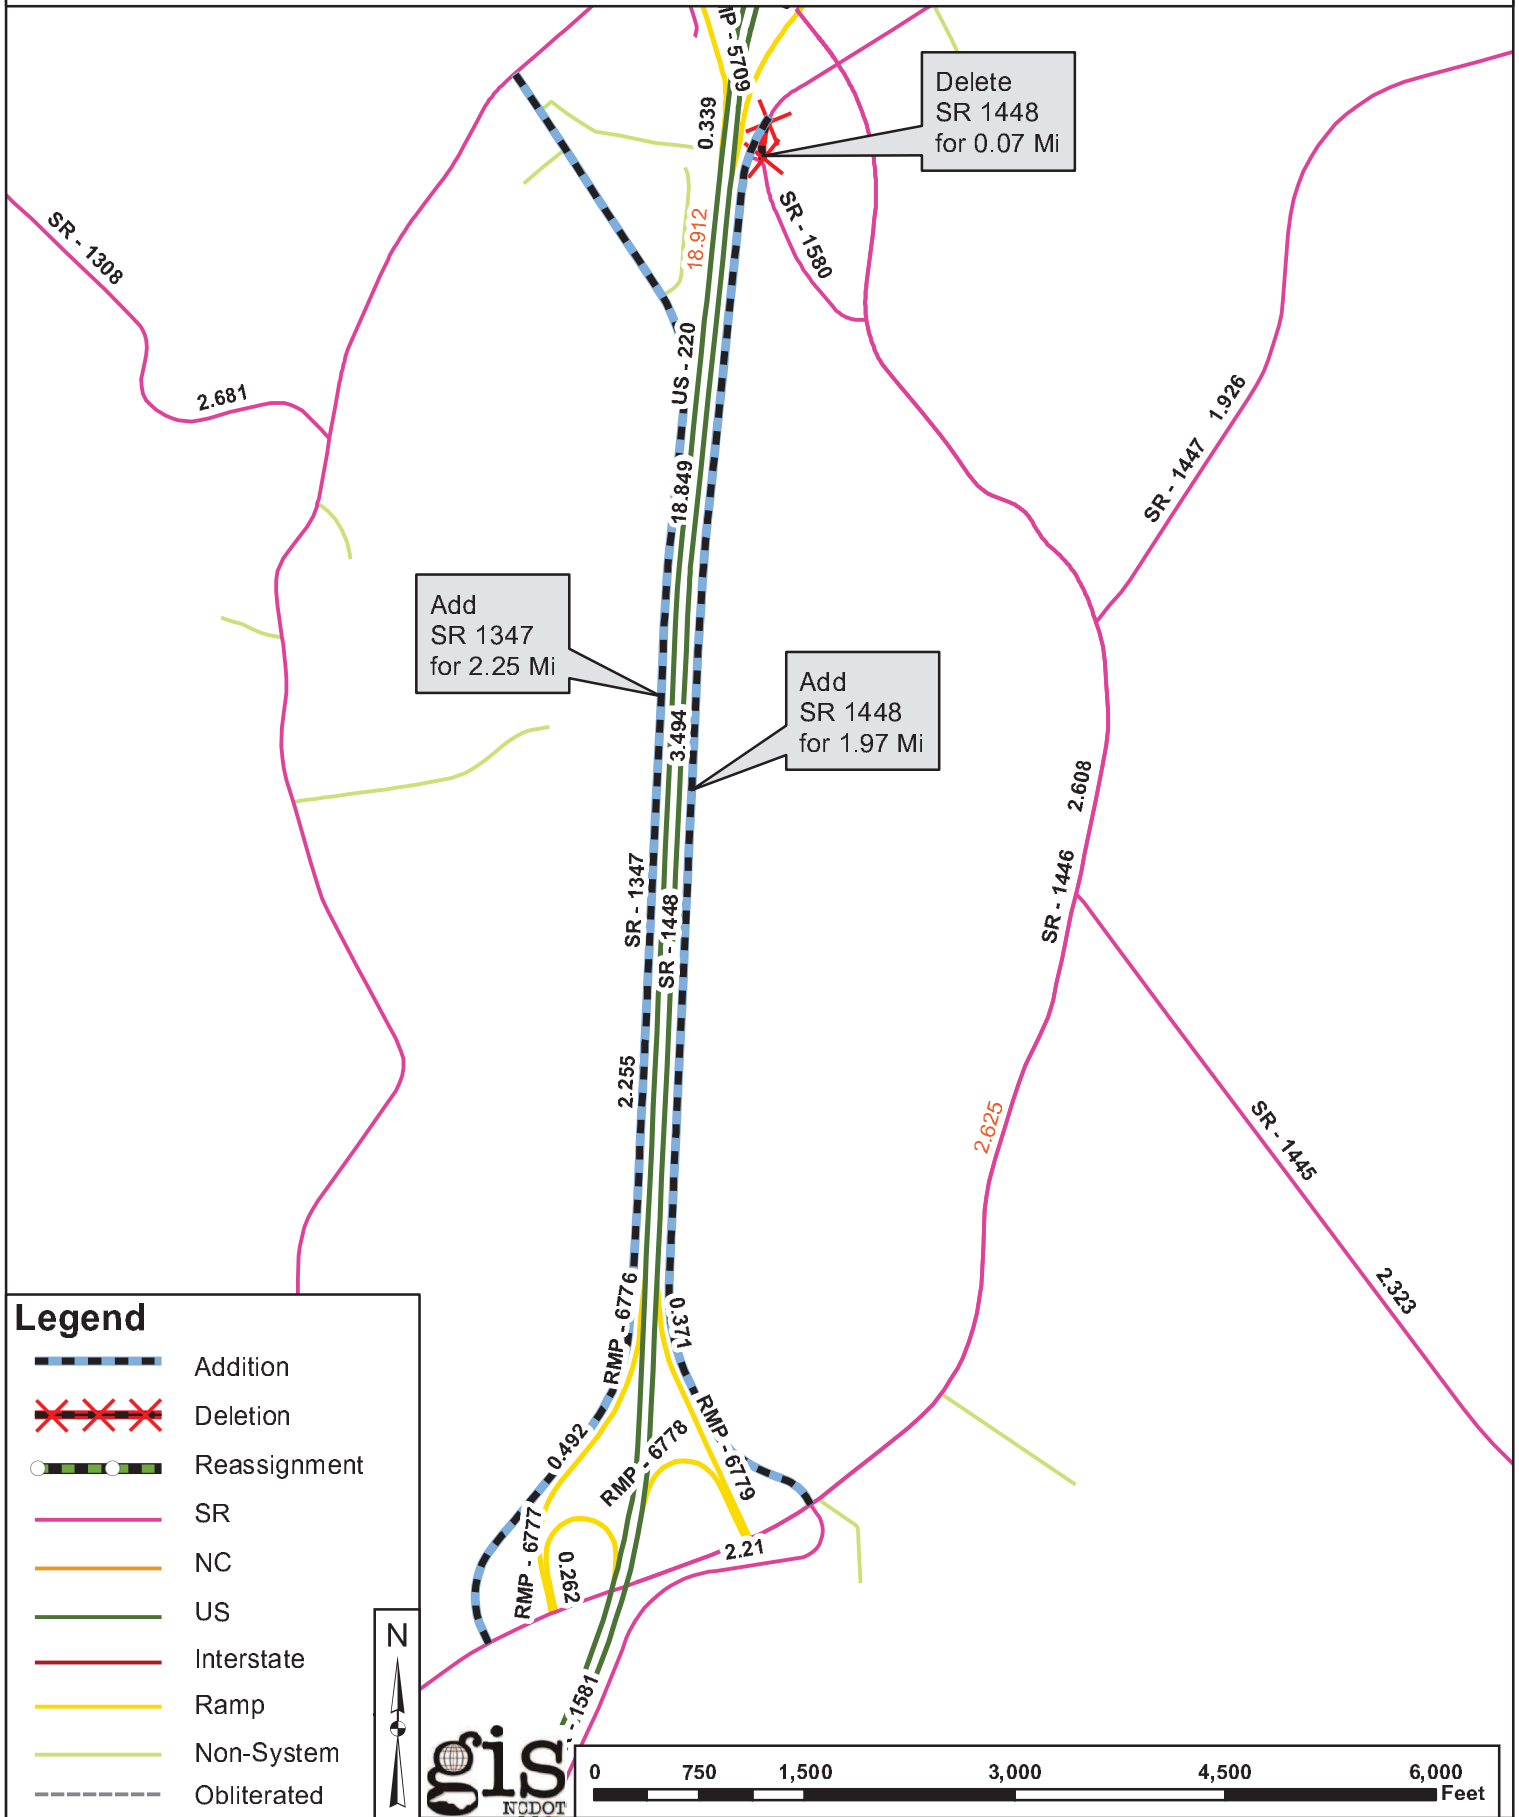 MP - 5709
Delete
SR 1448
for 0.07 Mi
0.339
SR - 1308
18.912
SR - 1580
US - 220
2.681
1.926
SR - 1447
18.849
Add
SR 1347
for 2.25 Mi
Add
SR 1448
for 1.97 Mi
3.494
2.608
SR - 1347
SR - 1448
SR - 1446
2.255
2.625
SR - 1445
2.323
RMP - 6776
0.371
0.492
RMP - 6778
RMP - 6779
RMP - 6777
0.262
2.21
- 1581
Legend
Addition
Deletion
Reassignment
SR
NC
US
Interstate
Ramp
Non-System
Obliterated
N
gis
NCDOT
0 750 1,500 3,000 4,500 6,000
Feet